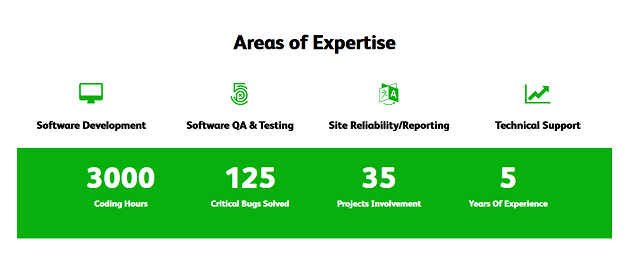 Areas of Expertise
Software Development
Software QA & Testing
Site Reliability/Reporting
Technical Support
3000
125
35
5
Coding Hours
Critical Bugs Solved
Projects Involvement
Years Of Experience